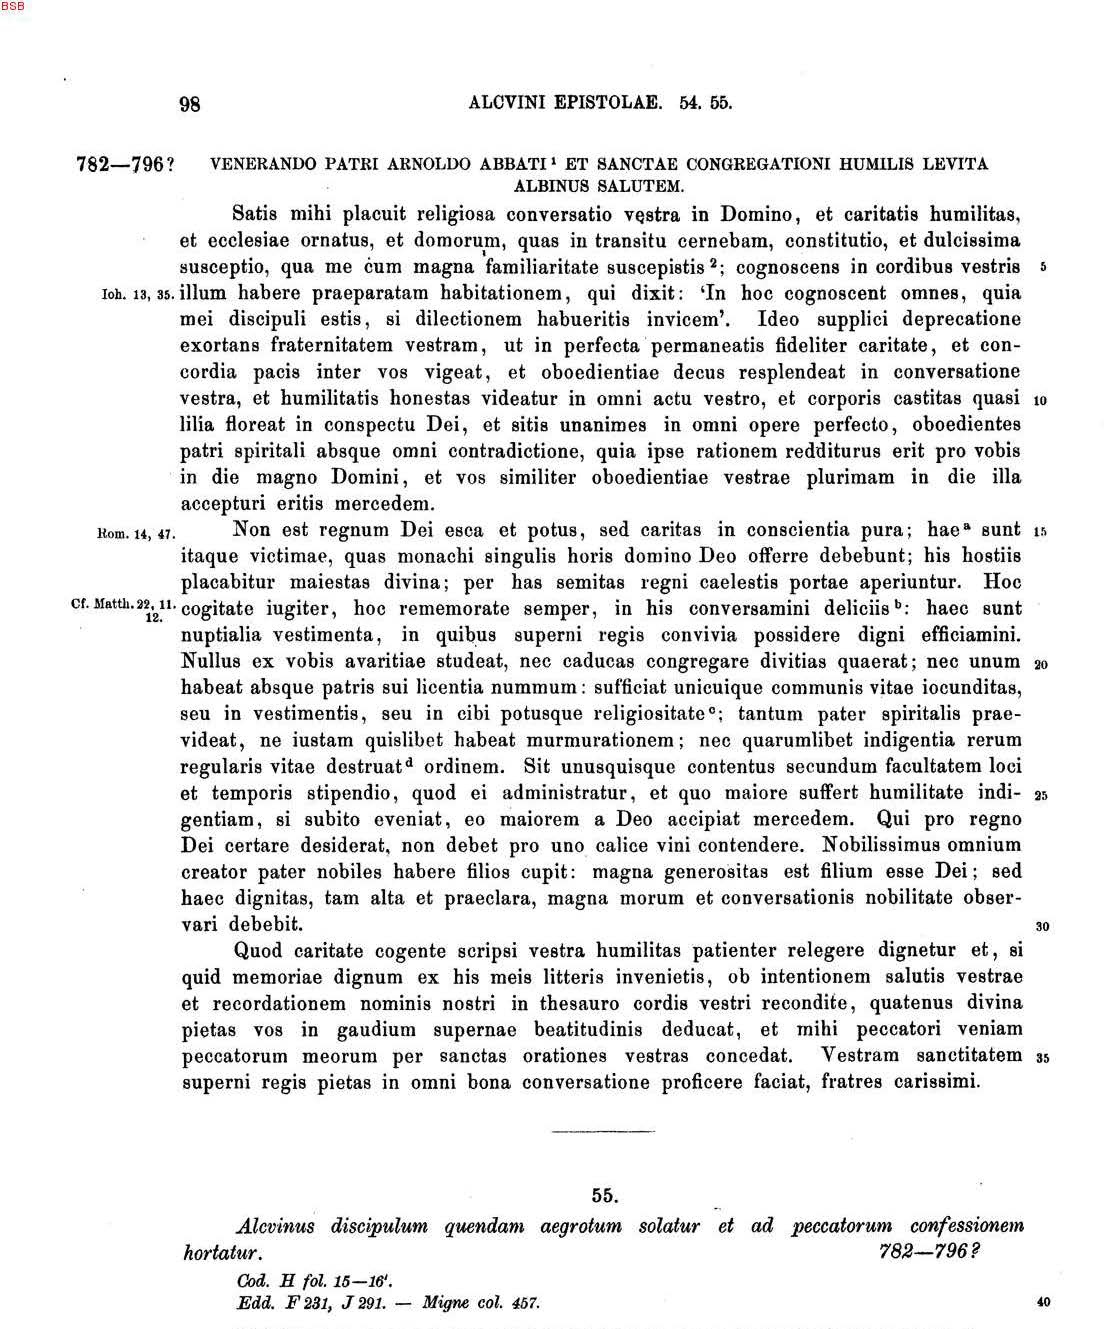 BSB
98 ALCVINI EPISTOLAE. 54. 55.
782—796? VENERANDO PATRI ARNOLDO ABBATI¹ ET SANCTAE CONGREGATIONI HUMILIS LEVITA
ALBINUS SALUTEM.
Satis mihi placuit religiosa conversatio vęstra in Domino, et caritatis humilitas,
et ecclesiae ornatus, et domorum, quas in transitu cernebam, constitutio, et dulcissima
susceptio, qua me cum magna familiaritate suscepistis²; cognoscens in cordibus vestris 5
Ioh. 13, 35. illum habere praeparatam habitationem, qui dixit: ‘In hoc cognoscent omnes, quia
mei discipuli estis, si dilectionem habueritis invicem’. Ideo supplici deprecatione
exortans fraternitatem vestram, ut in perfecta permaneatis fideliter caritate, et con-
cordia pacis inter vos vigeat, et oboedientiae decus resplendeat in conversatione
vestra, et humilitatis honestas videatur in omni actu vestro, et corporis castitas quasi 10
lilia floreat in conspectu Dei, et sitis unanimes in omni opere perfecto, oboedientes
patri spiritali absque omni contradictione, quia ipse rationem redditurus erit pro vobis
in die magno Domini, et vos similiter oboedientiae vestrae plurimam in die illa
accepturi eritis mercedem.
Rom. 14, 47. Non est regnum Dei esca et potus, sed caritas in conscientia pura; haeᵃ sunt 15
itaque victimae, quas monachi singulis horis domino Deo offerre debebunt; his hostiis
placabitur maiestas divina; per has semitas regni caelestis portae aperiuntur. Hoc
Cf. Matth. 22, 11. 12. cogitate iugiter, hoc rememorate semper, in his conversamini deliciisᵇ: haec sunt
nuptialia vestimenta, in quibus superni regis convivia possidere digni efficiamini.
Nullus ex vobis avaritiae studeat, nec caducas congregare divitias quaerat; nec unum 20
habeat absque patris sui licentia nummum: sufficiat unicuique communis vitae iocunditas,
seu in vestimentis, seu in cibi potusque religiositateᶜ; tantum pater spiritalis prae-
videat, ne iustam quislibet habeat murmurationem; nec quarumlibet indigentia rerum
regularis vitae destruatᵈ ordinem. Sit unusquisque contentus secundum facultatem loci
et temporis stipendio, quod ei administratur, et quo maiore suffert humilitate indi- 25
gentiam, si subito eveniat, eo maiorem a Deo accipiat mercedem. Qui pro regno
Dei certare desiderat, non debet pro uno calice vini contendere. Nobilissimus omnium
creator pater nobiles habere filios cupit: magna generositas est filium esse Dei; sed
haec dignitas, tam alta et praeclara, magna morum et conversationis nobilitate obser-
vari debebit. 30
Quod caritate cogente scripsi vestra humilitas patienter relegere dignetur et, si
quid memoriae dignum ex his meis litteris invenietis, ob intentionem salutis vestrae
et recordationem nominis nostri in thesauro cordis vestri recondite, quatenus divina
pietas vos in gaudium supernae beatitudinis deducat, et mihi peccatori veniam
peccatorum meorum per sanctas orationes vestras concedat. Vestram sanctitatem 35
superni regis pietas in omni bona conversatione proficere faciat, fratres carissimi.
55.
Alcvinus discipulum quendam aegrotum solatur et ad peccatorum confessionem
hortatur. 782—796?
Cod. H fol. 15—16'.
Edd. F 231, J 291. — Migne col. 457. 40